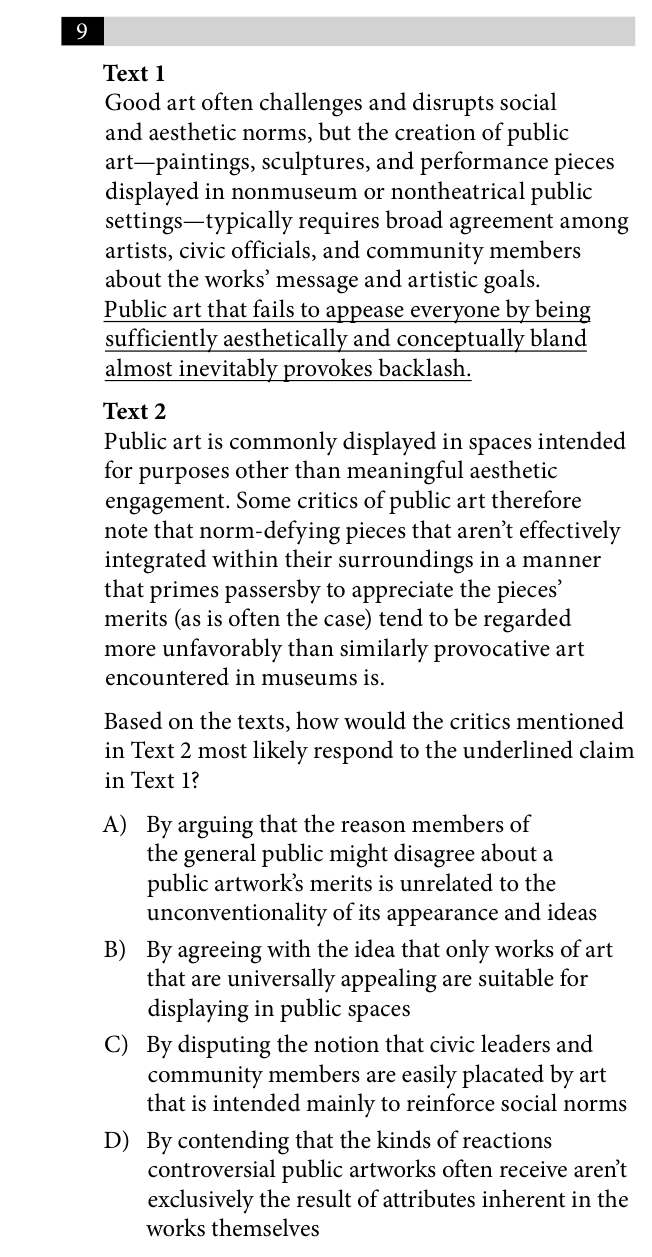 9
Text 1
Good art often challenges and disrupts social
and aesthetic norms, but the creation of public
art—paintings, sculptures, and performance pieces
displayed in nonmuseum or nontheatrical public
settings—typically requires broad agreement among
artists, civic officials, and community members
about the works’ message and artistic goals.
Public art that fails to appease everyone by being
sufficiently aesthetically and conceptually bland
almost inevitably provokes backlash.
Text 2
Public art is commonly displayed in spaces intended
for purposes other than meaningful aesthetic
engagement. Some critics of public art therefore
note that norm-defying pieces that aren’t effectively
integrated within their surroundings in a manner
that primes passersby to appreciate the pieces’
merits (as is often the case) tend to be regarded
more unfavorably than similarly provocative art
encountered in museums is.
Based on the texts, how would the critics mentioned
in Text 2 most likely respond to the underlined claim
in Text 1?
A) By arguing that the reason members of
the general public might disagree about a
public artwork’s merits is unrelated to the
unconventionality of its appearance and ideas
B) By agreeing with the idea that only works of art
that are universally appealing are suitable for
displaying in public spaces
C) By disputing the notion that civic leaders and
community members are easily placated by art
that is intended mainly to reinforce social norms
D) By contending that the kinds of reactions
controversial public artworks often receive aren’t
exclusively the result of attributes inherent in the
works themselves